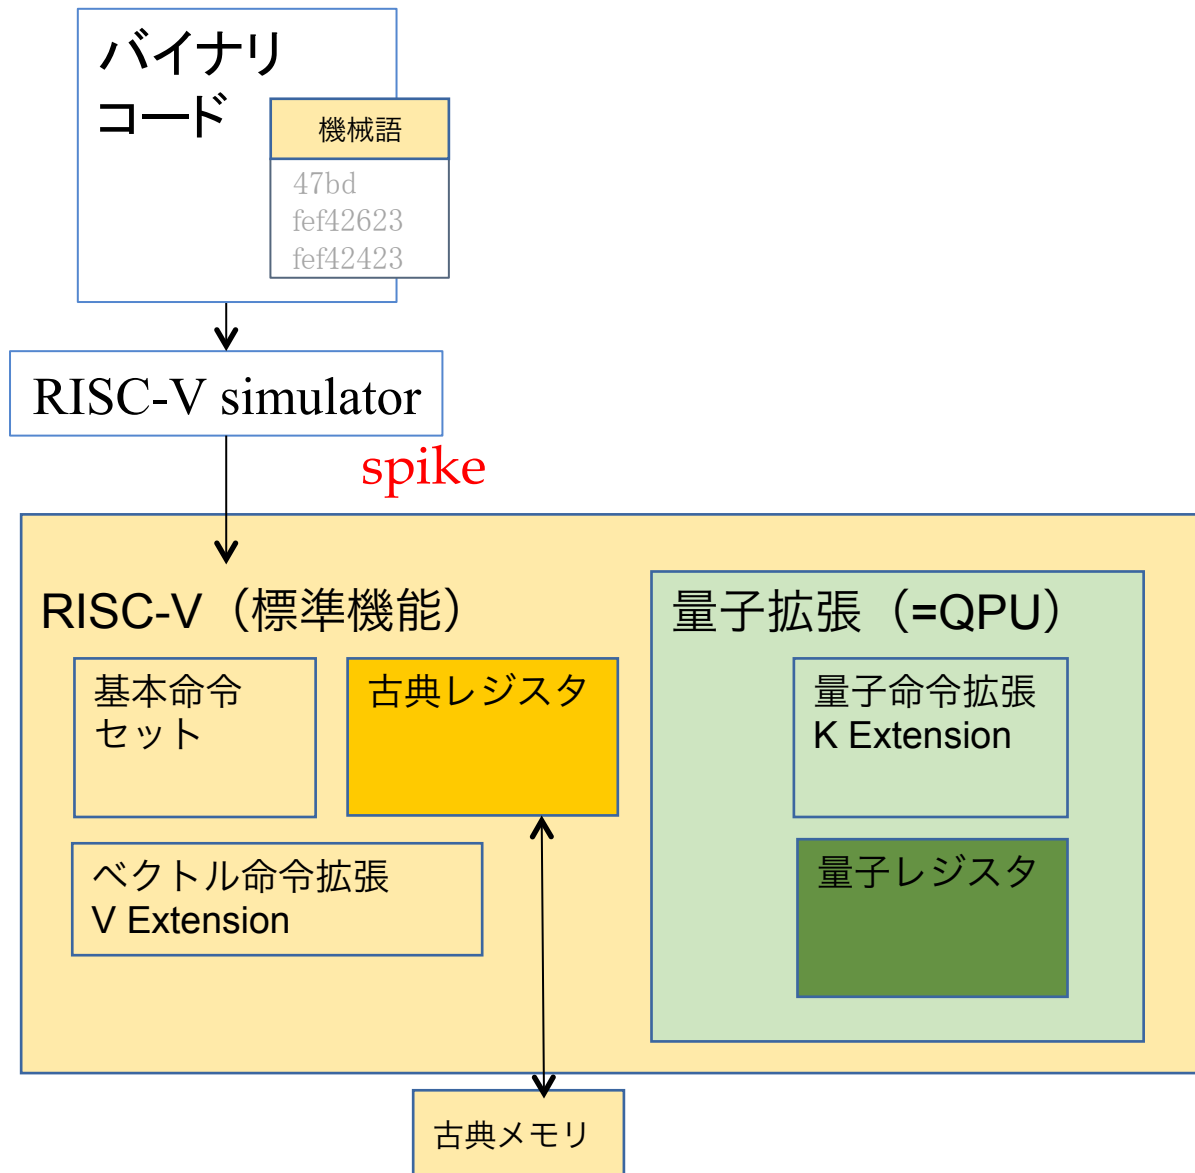 バイナリ
コード
機械語
47bd
fef42623
fef42423
RISC-V simulator
spike
RISC-V（標準機能）
基本命令
セット
古典レジスタ
ベクトル命令拡張
V Extension
量子拡張（=QPU）
量子命令拡張
K Extension
量子レジスタ
古典メモリ